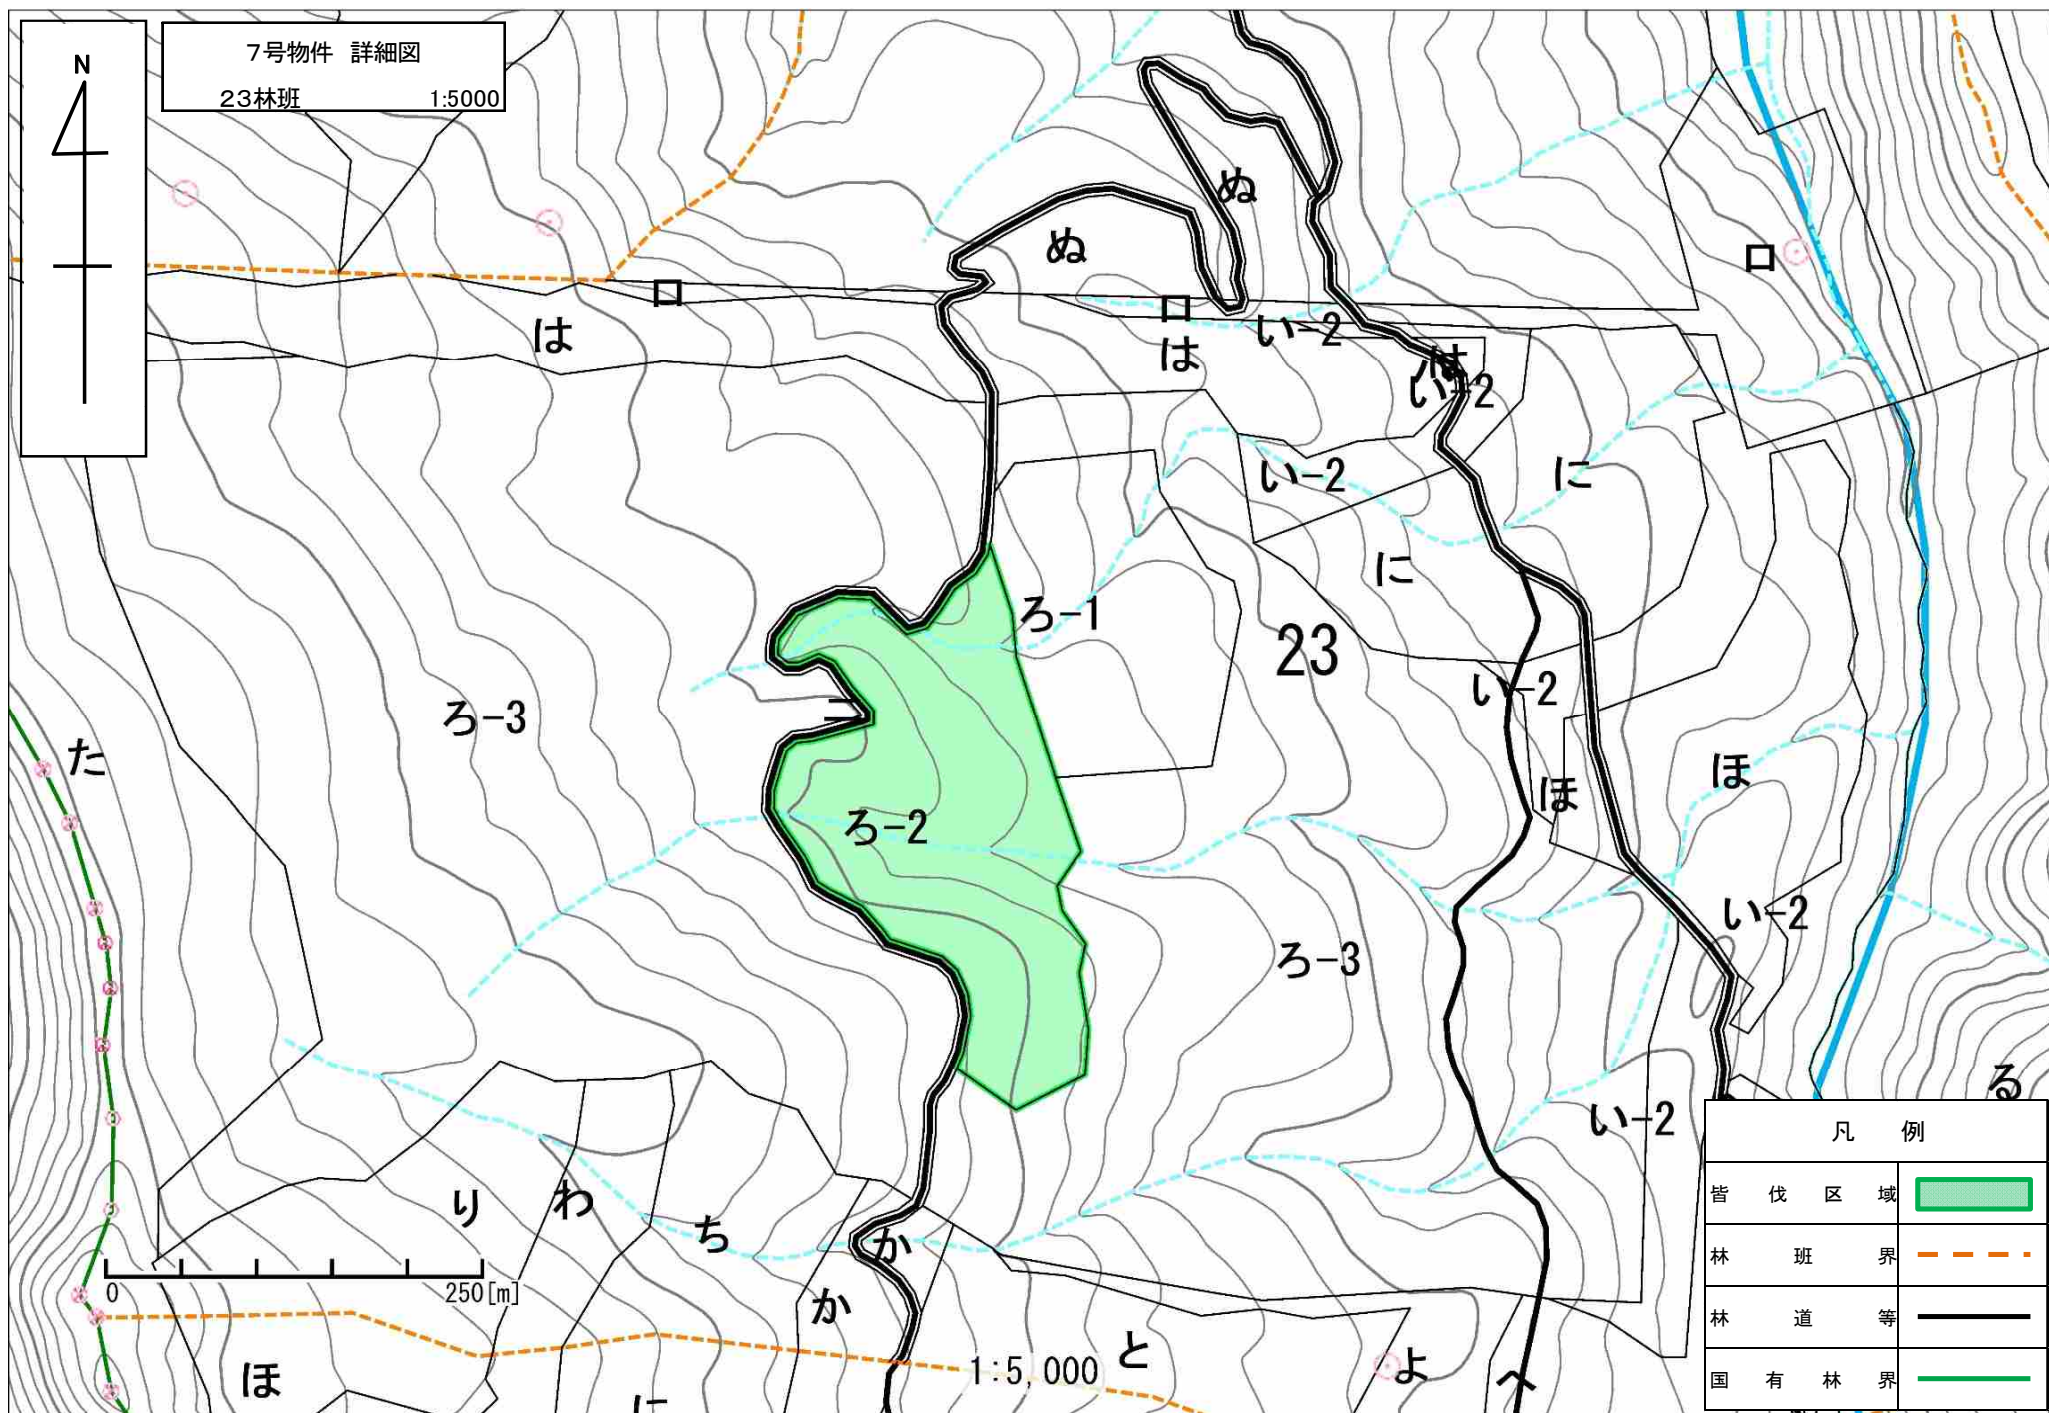 N
7号物件 詳細図
23林班 1:5000
ぬ
ぬ
ロ
ロ
ロ
は
い-2
は
は
い-2
い-2
に
に
ろ-1
23
い-2
ろ-3
ニ
た
ほ
ほ
ろ-2
い-2
ろ-3
る
い-2
り
わ
ち
か
か
0 250[m]
ほ
に
1:5,000
と
よ
へ
凡 例
皆 伐 区 域
林 班 界
林 道 等
国 有 林 界